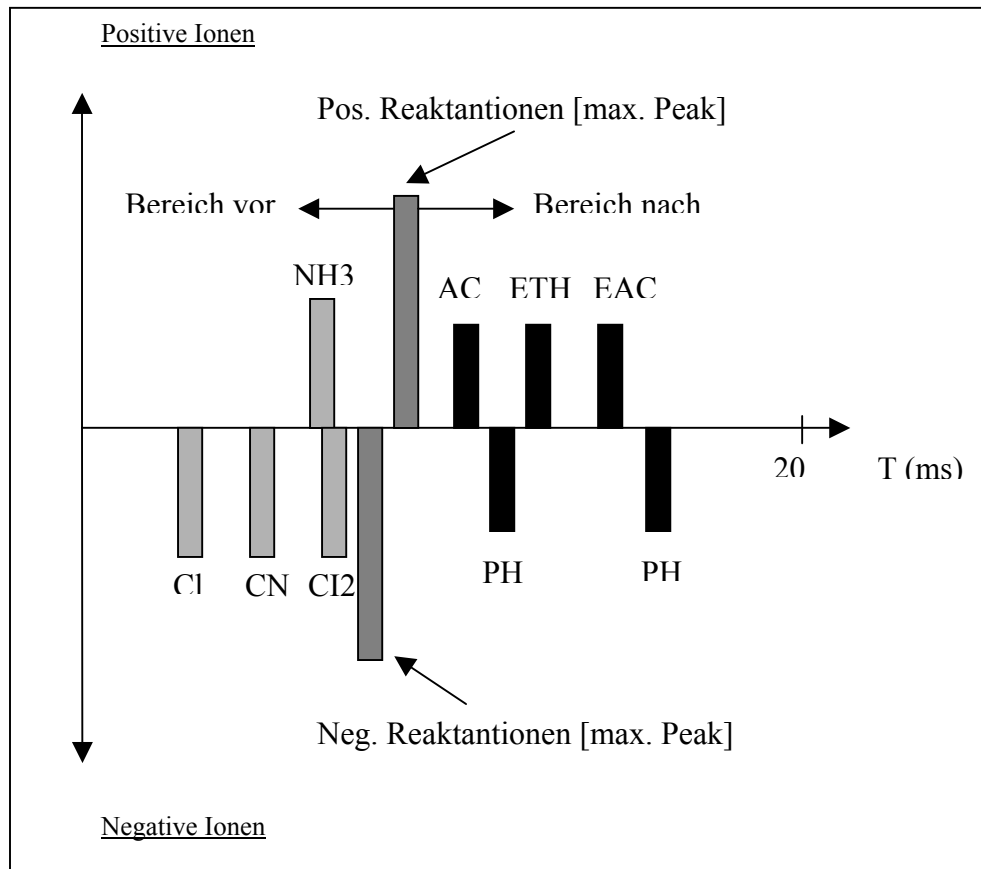 Positive Ionen
Pos. Reaktantionen [max. Peak]
Bereich vor
Bereich nach
NH3
AC
ETH
EAC
20
T (ms)
Cl
CN
CI2
PH
PH
Neg. Reaktantionen [max. Peak]
Negative Ionen